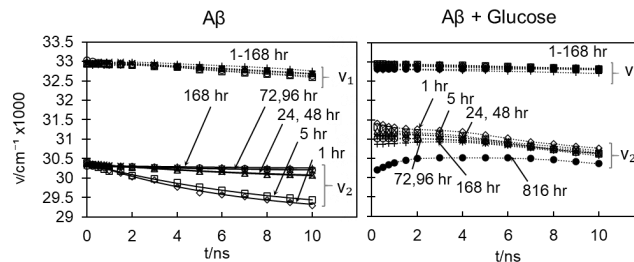 Aβ
Aβ + Glucose
33.5
33
32.5
32
31.5
31
30.5
30
29.5
29
ν/cm⁻¹ x1000
1-168 hr
v₁
168 hr
72,96 hr
24, 48 hr
5 hr
1 hr
v₂
0 2 4 6 8 10
t/ns
1-168 hr
v
1 hr
5 hr
24, 48 hr
v₂
72,96 hr
168 hr
816 hr
0 2 4 6 8 10
t/ns